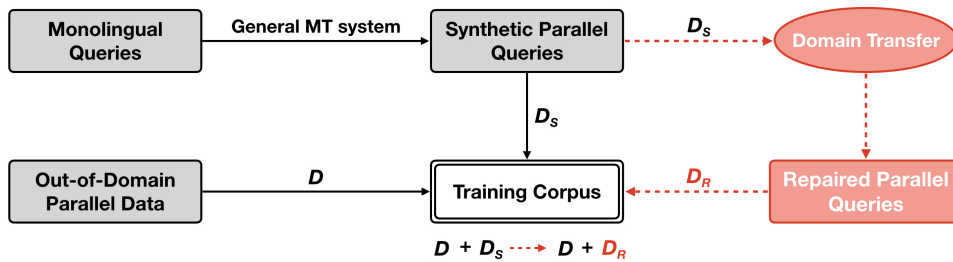 Monolingual
Queries
General MT system
Synthetic Parallel
Queries
D_S
Domain Transfer
D_S
Out-of-Domain
Parallel Data
D
Training Corpus
D_R
Repaired Parallel
Queries
D + D_S → D + D_R